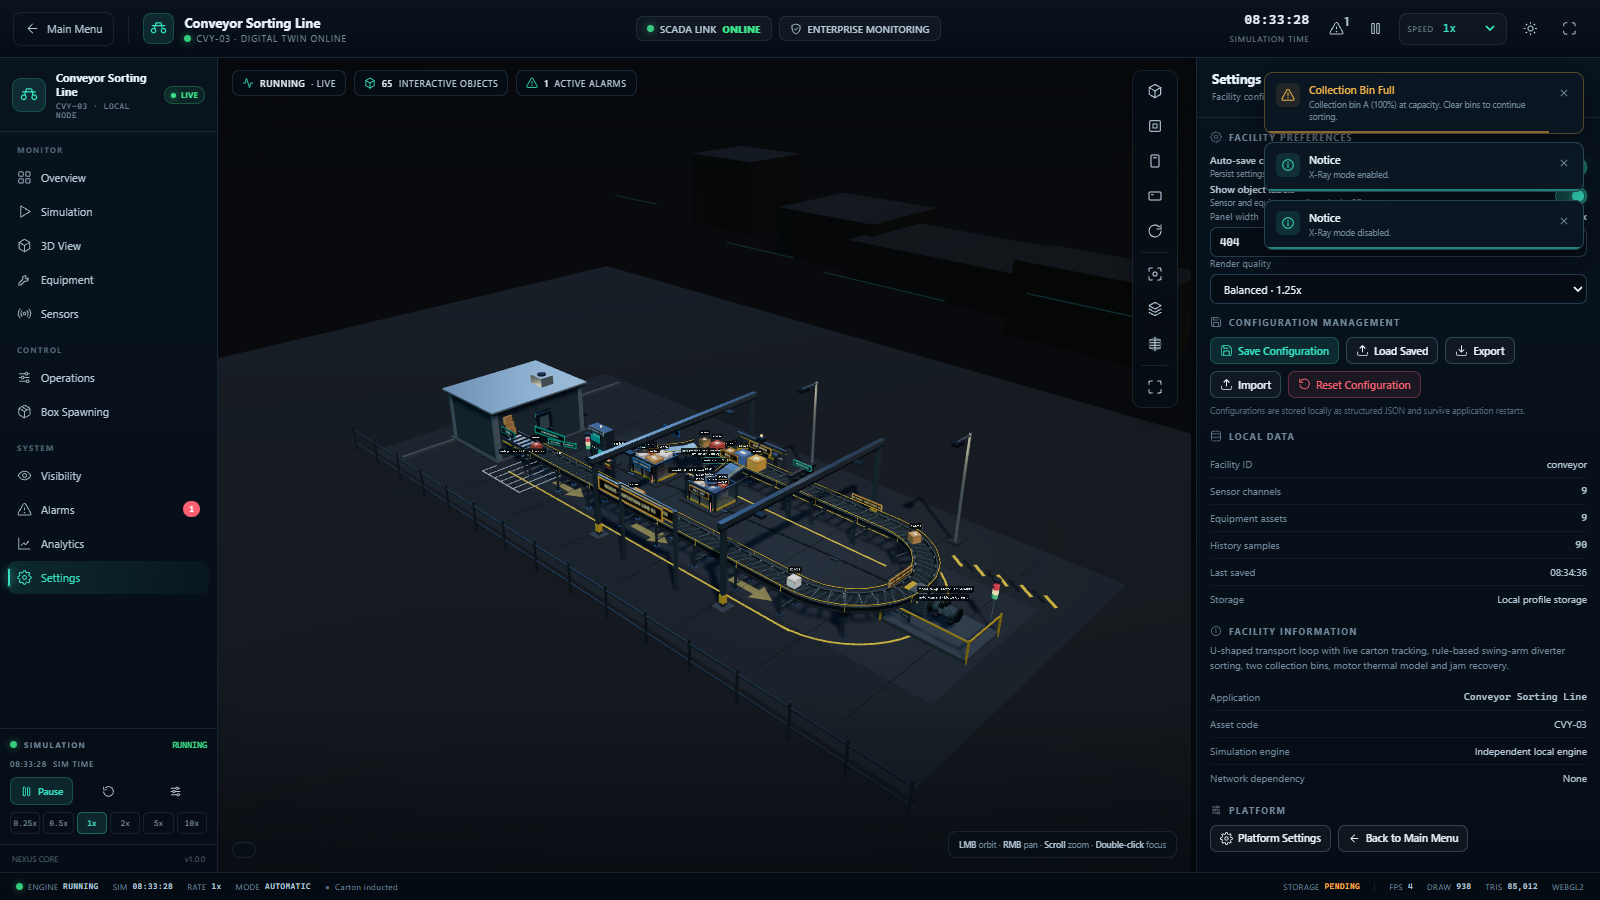 Main Menu
Conveyor Sorting Line
CVY-03 · DIGITAL TWIN ONLINE
SCADA LINK ONLINE
ENTERPRISE MONITORING
08:33:28
SIMULATION TIME
1
SPEED 1x
Conveyor Sorting
Line
CVY-03 · LOCAL
NODE
LIVE
MONITOR
Overview
Simulation
3D View
Equipment
Sensors
CONTROL
Operations
Box Spawning
SYSTEM
Visibility
Alarms
1
Analytics
Settings
SIMULATION
RUNNING
08:33:28 SIM TIME
Pause
0.25x 0.5x 1x 2x 5x 10x
NEXUS CORE
v1.0.0
RUNNING - LIVE
65 INTERACTIVE OBJECTS
1 ACTIVE ALARMS
LMB orbit · RMB pan · Scroll zoom · Double-click focus
Settings
Facility confi
Collection Bin Full
Collection bin A (100%) at capacity. Clear bins to continue
sorting.
FACILITY PREFERENCES
Auto-save c
Persist settings
Notice
X-Ray mode enabled.
Show object labels
Sensor and equ
Panel width
Notice
X-Ray mode disabled.
404
Render quality
Balanced · 1.25x
CONFIGURATION MANAGEMENT
Save Configuration
Load Saved
Export
Import
Reset Configuration
Configurations are stored locally as structured JSON and survive application restarts.
LOCAL DATA
Facility ID conveyor
Sensor channels 9
Equipment assets 9
History samples 90
Last saved 08:34:36
Storage Local profile storage
FACILITY INFORMATION
U-shaped transport loop with live carton tracking, rule-based swing-arm diverter
sorting, two collection bins, motor thermal model and jam recovery.
Application Conveyor Sorting Line
Asset code CVY-03
Simulation engine Independent local engine
Network dependency None
PLATFORM
Platform Settings
Back to Main Menu
ENGINE RUNNING SIM 08:33:28 RATE 1x MODE AUTOMATIC Carton inducted
STORAGE PENDING FPS 4 DRAW 938 TRIS 85,012 WEBGL2